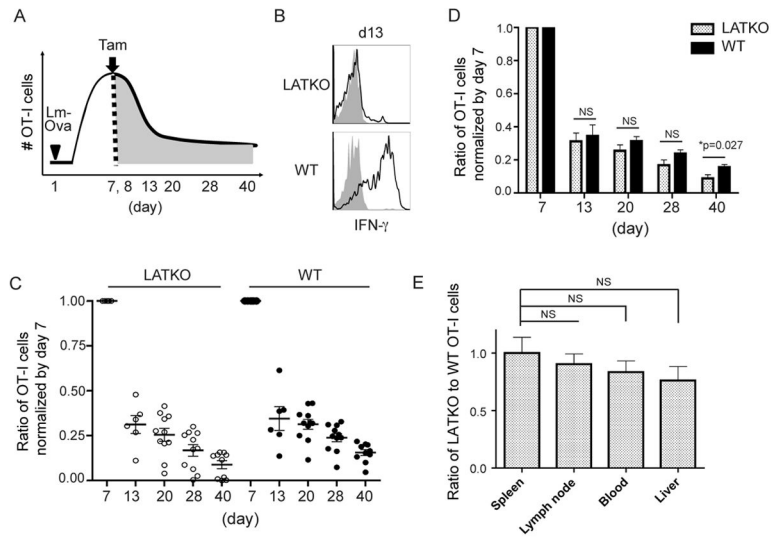 A
Tam
Lm-
Ova
# OT-I cells
1 7, 8 13 20 28 40
(day)
B
d13
LATKO
WT
IFN-γ
C
LATKO WT
Ratio of OT-I cells
normalized by day 7
1.00
0.75
0.50
0.25
0.00
7 13 20 28 40 7 13 20 28 40
(day)
D
LATKO
WT
Ratio of OT-I cells
normalized by day 7
1.0
0.8
0.6
0.4
0.2
0.0
NS NS NS *p=0.027
7 13 20 28 40
(day)
E
NS
NS
NS
Ratio of LATKO to WT OT-I cells
1.0
0.5
0.0
Spleen
Lymph node
Blood
Liver